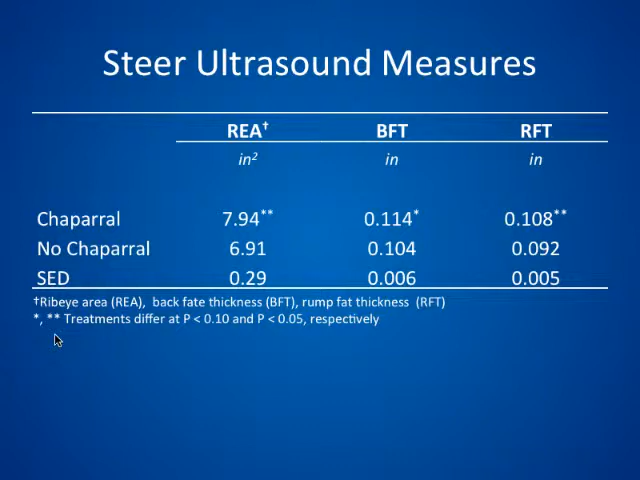 Steer Ultrasound Measures
REA† BFT RFT
in² in in
Chaparral 7.94** 0.114* 0.108**
No Chaparral 6.91 0.104 0.092
SED 0.29 0.006 0.005
†Ribeye area (REA), back fate thickness (BFT), rump fat thickness (RFT)
*, ** Treatments differ at P < 0.10 and P < 0.05, respectively